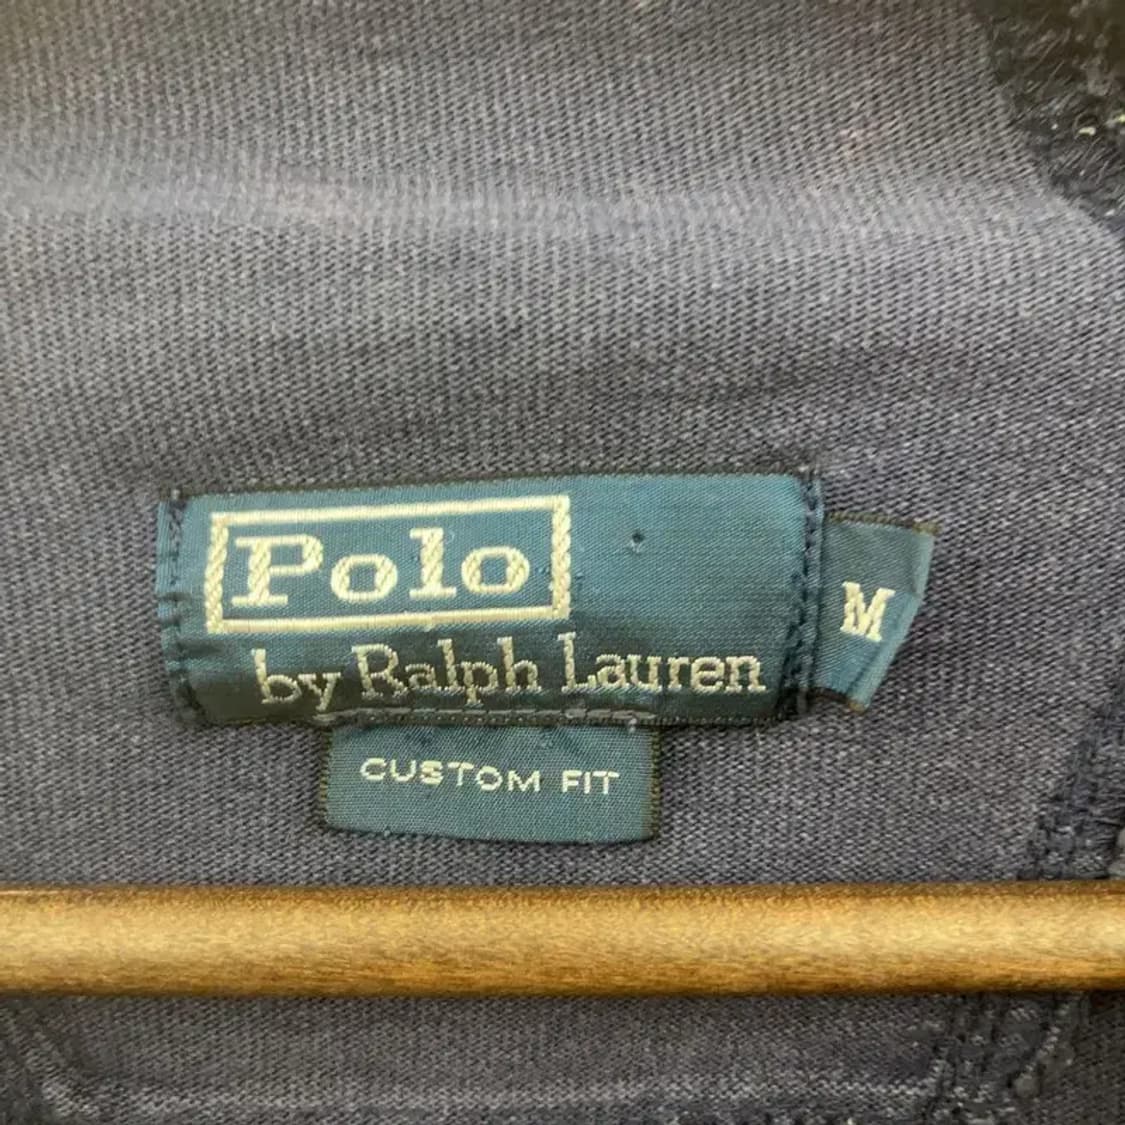 Polo
by Ralph Lauren
M
CUSTOM FIT